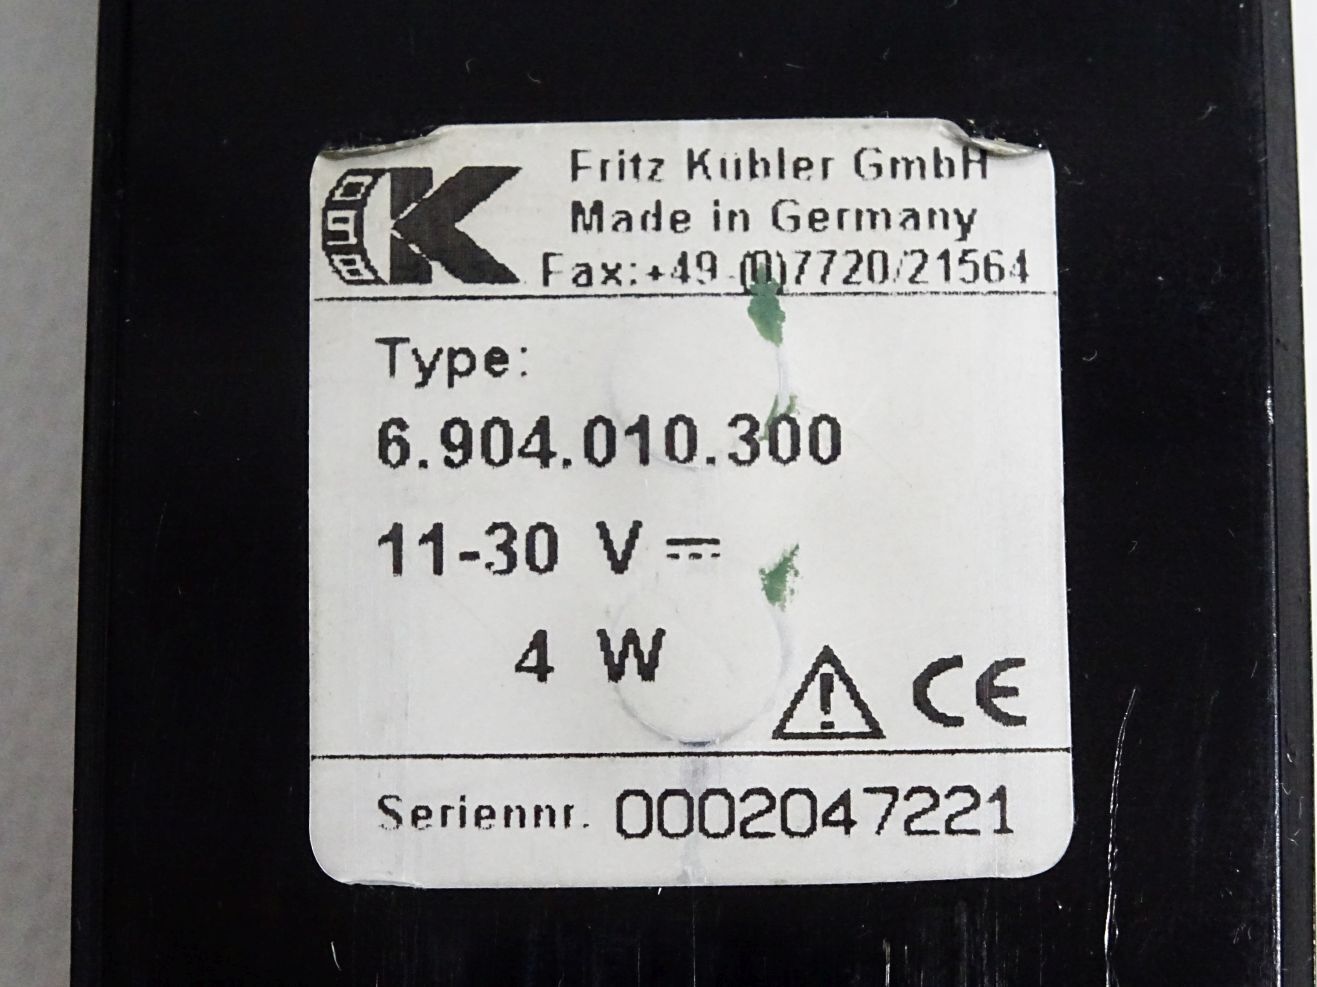 Fritz Kübler GmbH
Made in Germany
Fax:+49-(0)7720/21564
Type:
6.904.010.300
11-30 V ⎓
4 W
CE
Seriennr. 0002047221